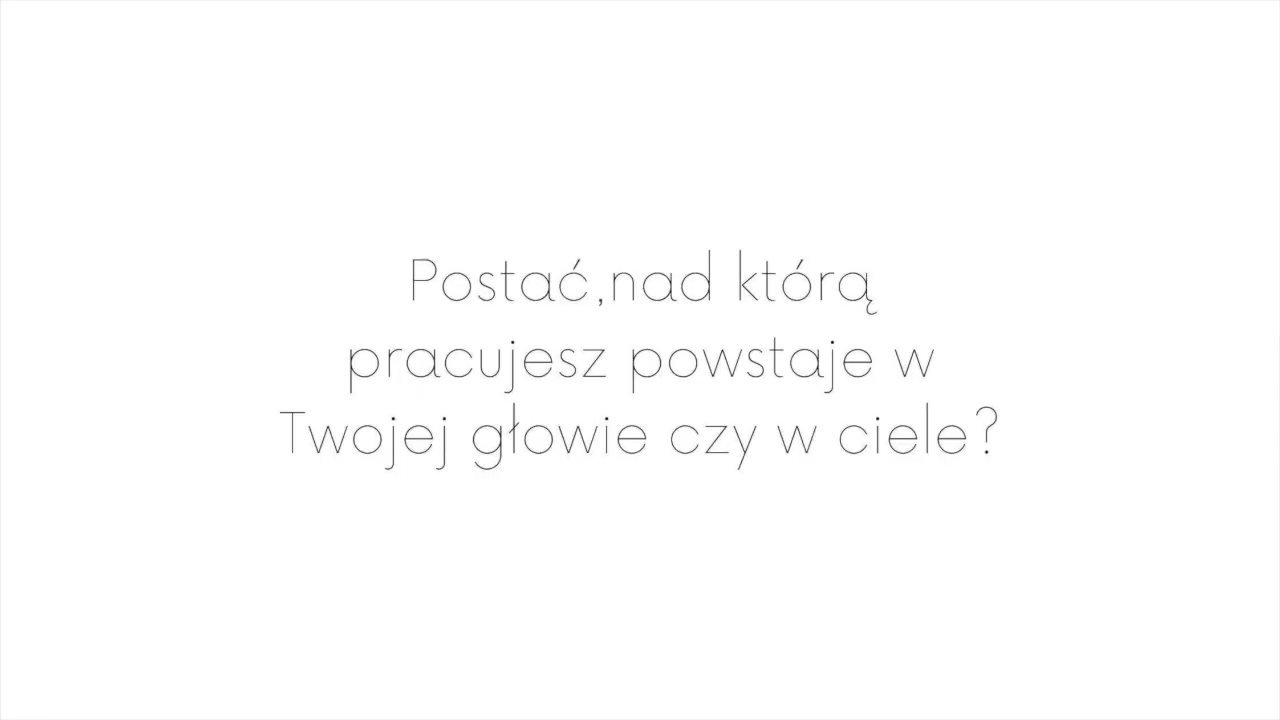 Postać,nad którą
pracujesz powstaje w
Twojej głowie czy w ciele?